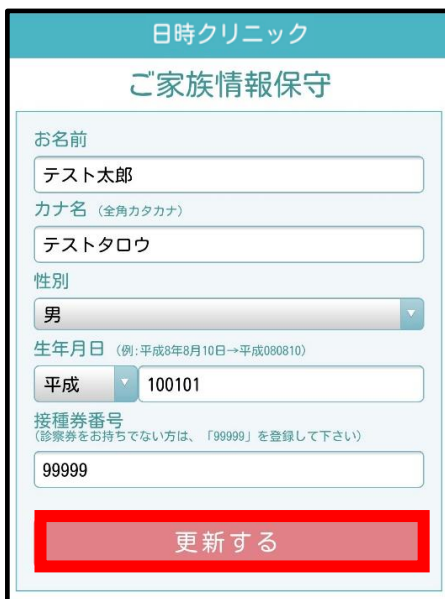 日時クリニック
ご家族情報保守
お名前
テスト太郎
カナ名 (全角カタカナ)
テストタロウ
性別
男
生年月日 (例:平成8年8月10日→平成080810)
平成 100101
接種券番号
(診察券をお持ちでない方は、「99999」を登録して下さい)
99999
更新する